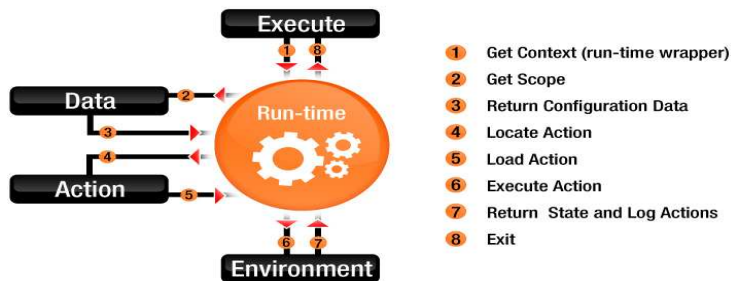 Execute
1 8
Data
2
Run-time
3
4
Action
5
6 7
Environment
1 Get Context (run-time wrapper)
2 Get Scope
3 Return Configuration Data
4 Locate Action
5 Load Action
6 Execute Action
7 Return State and Log Actions
8 Exit